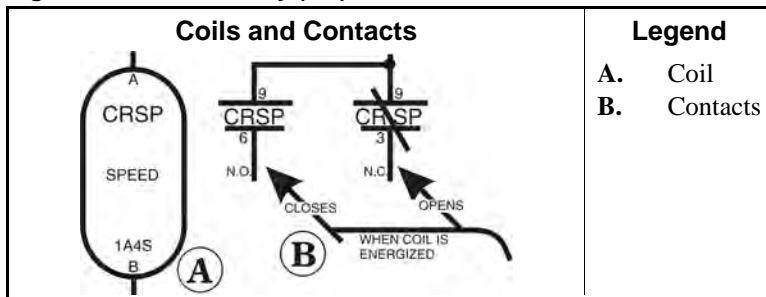 Coils and Contacts
Legend
A
CRSP
SPEED
1A4S
B
A
9
CRSP
6
N.O.
9
CRSP
3
N.C.
CLOSES
OPENS
B
WHEN COIL IS
ENERGIZED
A. Coil
B. Contacts